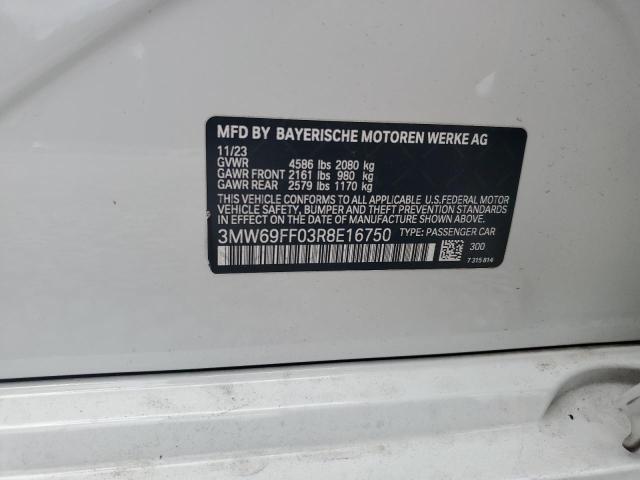 MFD BY BAYERISCHE MOTOREN WERKE AG
11/23
GVWR 4586 lbs 2080 kg
GAWR FRONT 2161 lbs 980 kg
GAWR REAR 2579 lbs 1170 kg
THIS VEHICLE CONFORMS TO ALL APPLICABLE U.S.FEDERAL MOTOR
VEHICLE SAFETY, BUMPER, AND THEFT PREVENTION STANDARDS
IN EFFECT ON THE DATE OF MANUFACTURE SHOWN ABOVE.
3MW69FF03R8E16750 TYPE: PASSENGER CAR
300
7 315 814